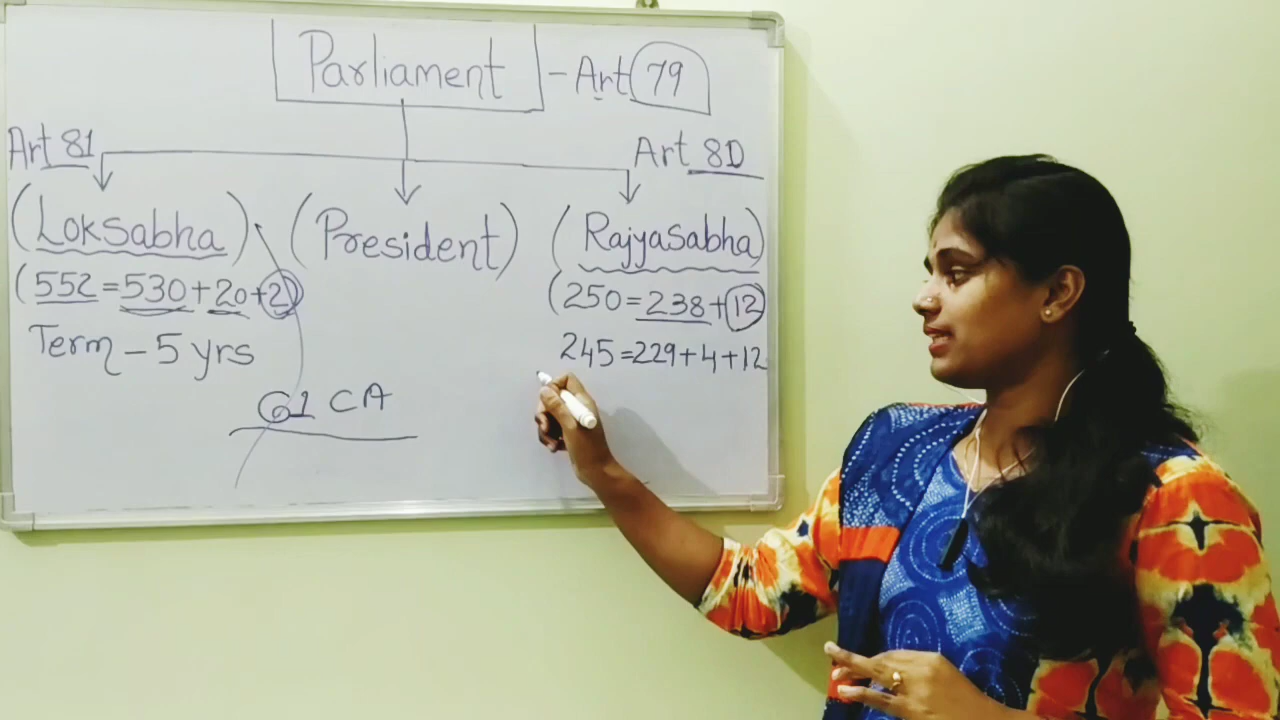 Parliament - Art 79
Art 81
Art 80
(Loksabha)
(President)
(Rajyasabha)
(552 = 530 + 20 + 2)
(250 = 238 + 12
Term - 5 yrs
245 = 229 + 4 + 12
61 CA